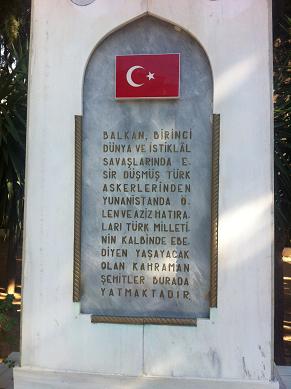 BALKAN, BİRİNCİ
DÜNYA VE İSTİKLÂL
SAVAŞLARINDA E-
SİR DÜŞMÜŞ TÜRK
ASKERLERİNDEN
YUNANİSTANDA Ö-
LEN VE AZİZ HATIRA-
LARI TÜRK MİLLETİ-
NİN KALBİNDE EBE-
DİYEN YAŞAYACAK
OLAN KAHRAMAN
ŞEHİTLER BURADA
YATMAKTADIR.